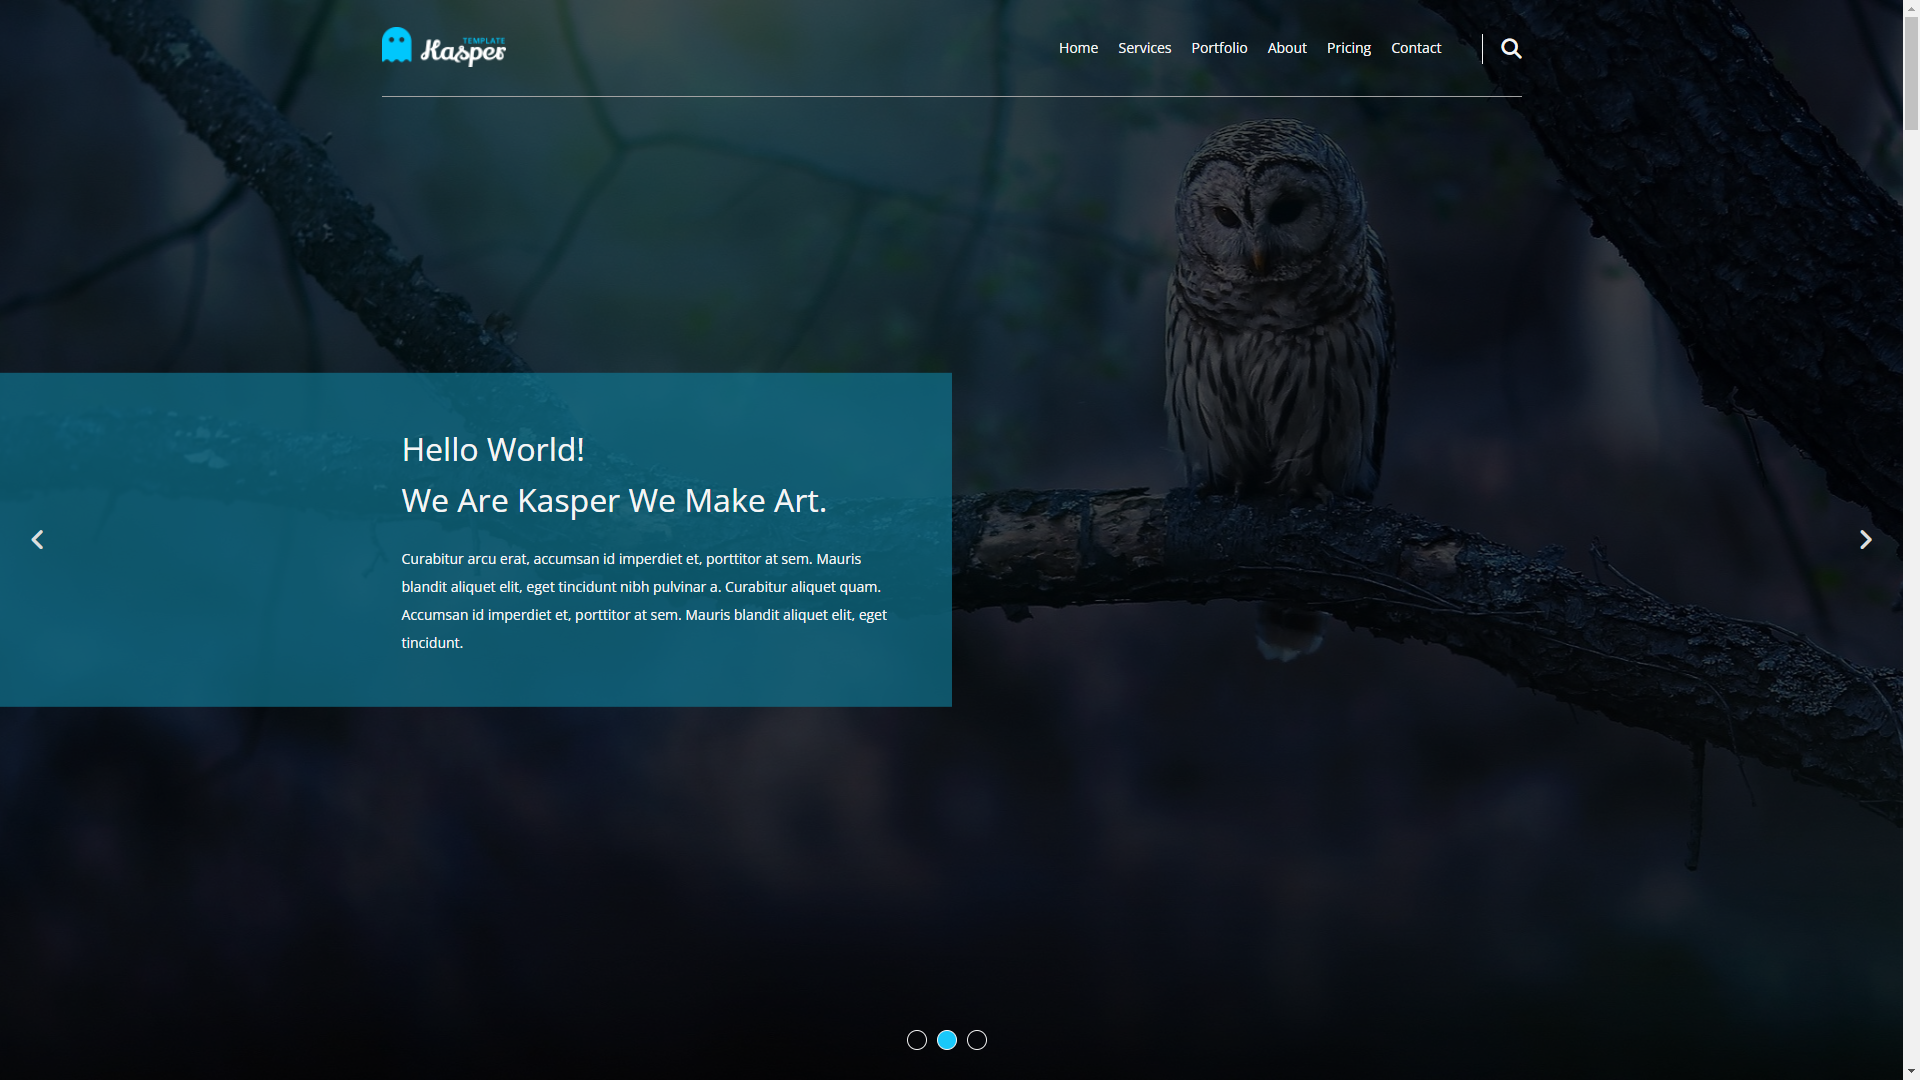 TEMPLATE
Kasper
Home Services Portfolio About Pricing Contact
Hello World!
We Are Kasper We Make Art.
Curabitur arcu erat, accumsan id imperdiet et, porttitor at sem. Mauris
blandit aliquet elit, eget tincidunt nibh pulvinar a. Curabitur aliquet quam.
Accumsan id imperdiet et, porttitor at sem. Mauris blandit aliquet elit, eget
tincidunt.